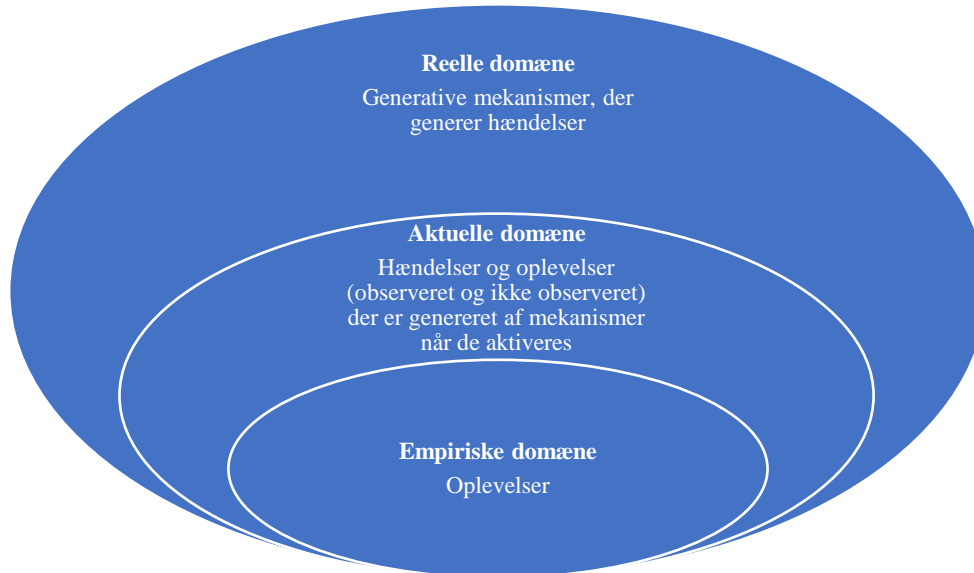 Reelle domæne
Generative mekanismer, der
generer hændelser
Aktuelle domæne
Hændelser og oplevelser
(observeret og ikke observeret)
der er genereret af mekanismer
når de aktiveres
Empiriske domæne
Oplevelser